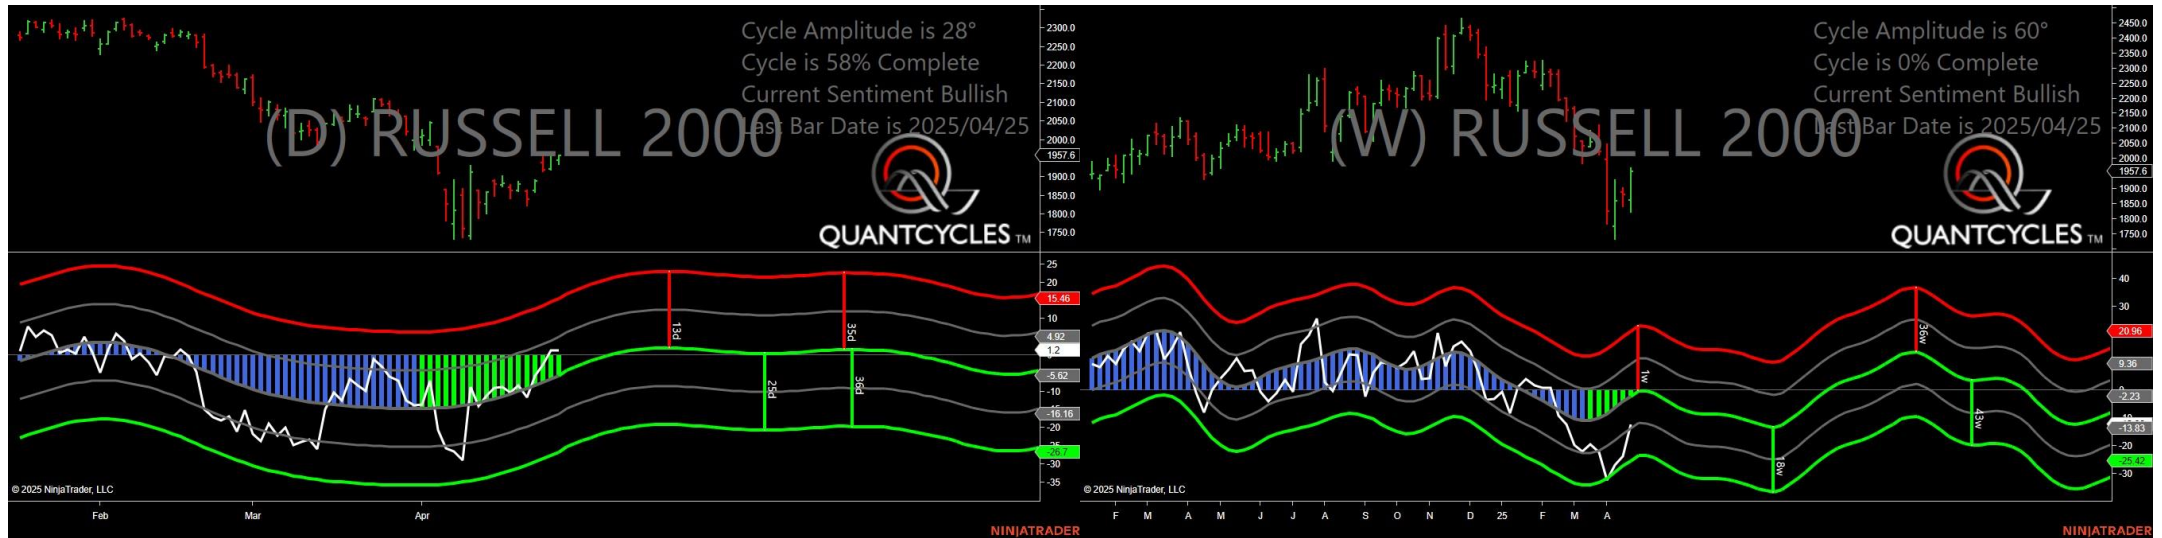 Cycle Amplitude is 28°
Cycle is 58% Complete
Current Sentiment Bullish
Last Bar Date is 2025/04/25
(D) RUSSELL 2000
QUANTCYCLES TM
2300.0
2250.0
2200.0
2150.0
2100.0
2050.0
2000.0
1957.6
1900.0
1850.0
1800.0
1750.0
25
20
15.46
10
4.92
1.2
-5.62
-10
-16.16
-20
-26.7
-30
-35
13d
25d
35d
36d
© 2025 NinjaTrader, LLC
Feb
Mar
Apr
NINJATRADER
Cycle Amplitude is 60°
Cycle is 0% Complete
Current Sentiment Bullish
Last Bar Date is 2025/04/25
(W) RUSSELL 2000
QUANTCYCLES TM
2450.0
2400.0
2350.0
2300.0
2250.0
2200.0
2150.0
2100.0
2050.0
2000.0
1957.6
1900.0
1850.0
1800.0
1750.0
40
30
20.96
9.36
-2.23
-13.83
-20
-25.42
-30
1w
18w
36w
43w
© 2025 NinjaTrader, LLC
F
M
A
M
J
J
A
S
O
N
D
25
F
M
A
NINJATRADER